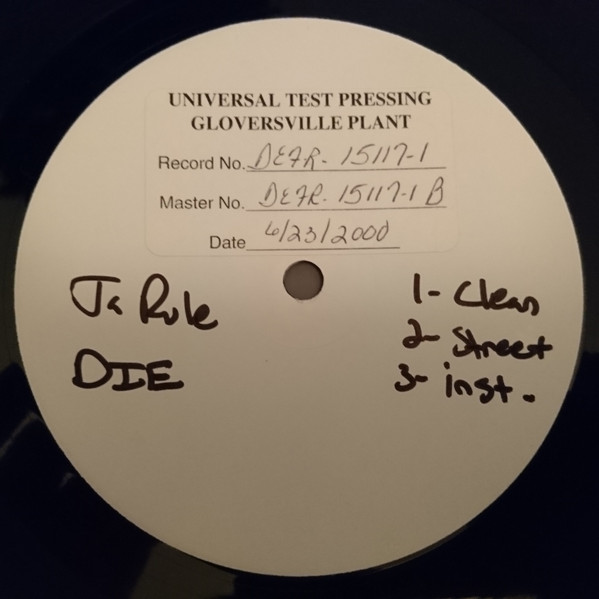 UNIVERSAL TEST PRESSING
GLOVERSVILLE PLANT
Record No. DEFR. 15117-1
Master No. DEFR. 15117-1 B
Date 6/23/2000
Ja Rule
DIE
1- Clean
2- Street
3- inst.